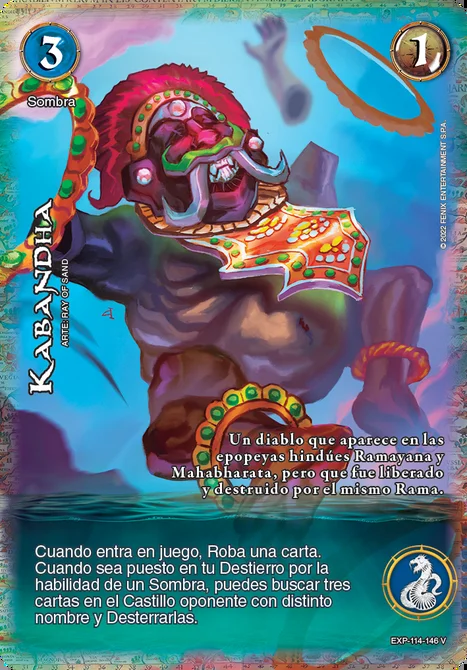 3
1
Sombra
KABANDHA
ARTE: RAY OF SAND
© 2022 FENIX ENTERTAINMENT S.P.A.
Un diablo que aparece en las
epopeyas hindúes Ramayana y
Mahabharata, pero que fue liberado
y destruido por el mismo Rama.
Cuando entra en juego, Roba una carta.
Cuando sea puesto en tu Destierro por la
habilidad de un Sombra, puedes buscar tres
cartas en el Castillo oponente con distinto
nombre y Desterrarlas.
EXP-114-146 V